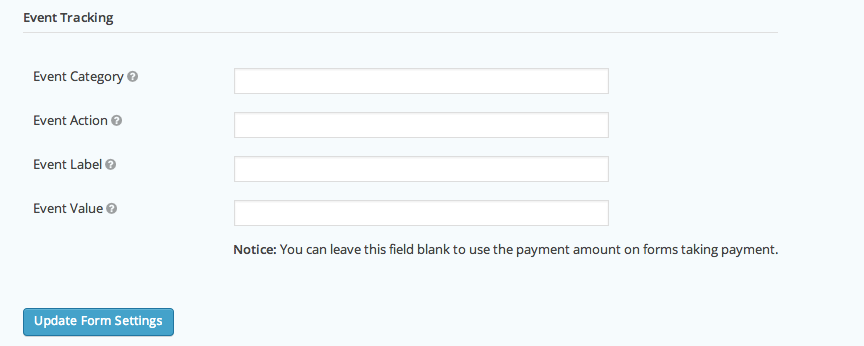 Event Tracking
Event Category ?
Event Action ?
Event Label ?
Event Value ?
Notice: You can leave this field blank to use the payment amount on forms taking payment.
Update Form Settings